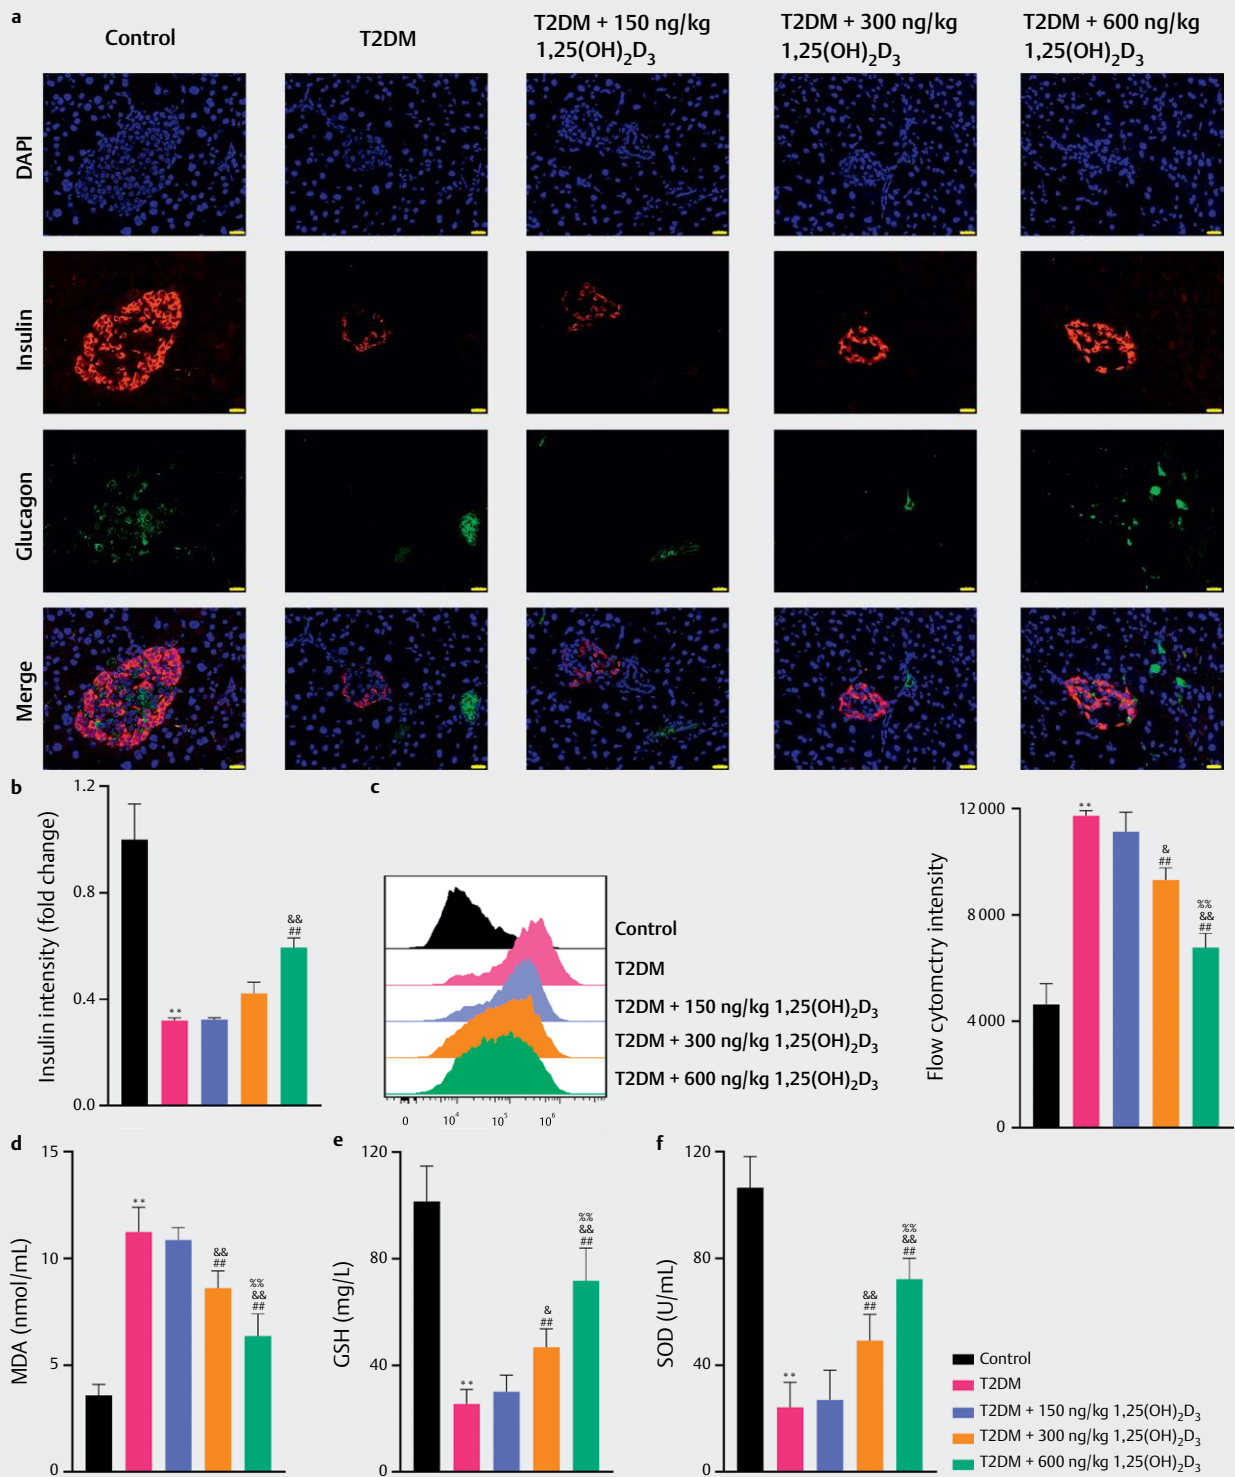 a
Control
T2DM
T2DM + 150 ng/kg
1,25(OH)₂D₃
T2DM + 300 ng/kg
1,25(OH)₂D₃
T2DM + 600 ng/kg
1,25(OH)₂D₃
DAPI
Insulin
Glucagon
Merge
b
Insulin intensity (fold change)
1.2
0.8
0.4
0.0
**
&&
##
c
Control
T2DM
T2DM + 150 ng/kg 1,25(OH)₂D₃
T2DM + 300 ng/kg 1,25(OH)₂D₃
T2DM + 600 ng/kg 1,25(OH)₂D₃
0 10⁴ 10⁵ 10⁶
Flow cytomctry intensity
12 000
8 000
4 000
0
**
&
##
%%
&&
##
d
MDA (nmol/mL)
15
10
5
0
**
&&
##
%%
&&
##
e
GSH (mg/L)
120
80
40
0
**
&
##
%%
&&
##
f
SOD (U/mL)
120
80
40
0
**
&&
##
%%
&&
##
Control
T2DM
T2DM + 150 ng/kg 1,25(OH)₂D₃
T2DM + 300 ng/kg 1,25(OH)₂D₃
T2DM + 600 ng/kg 1,25(OH)₂D₃